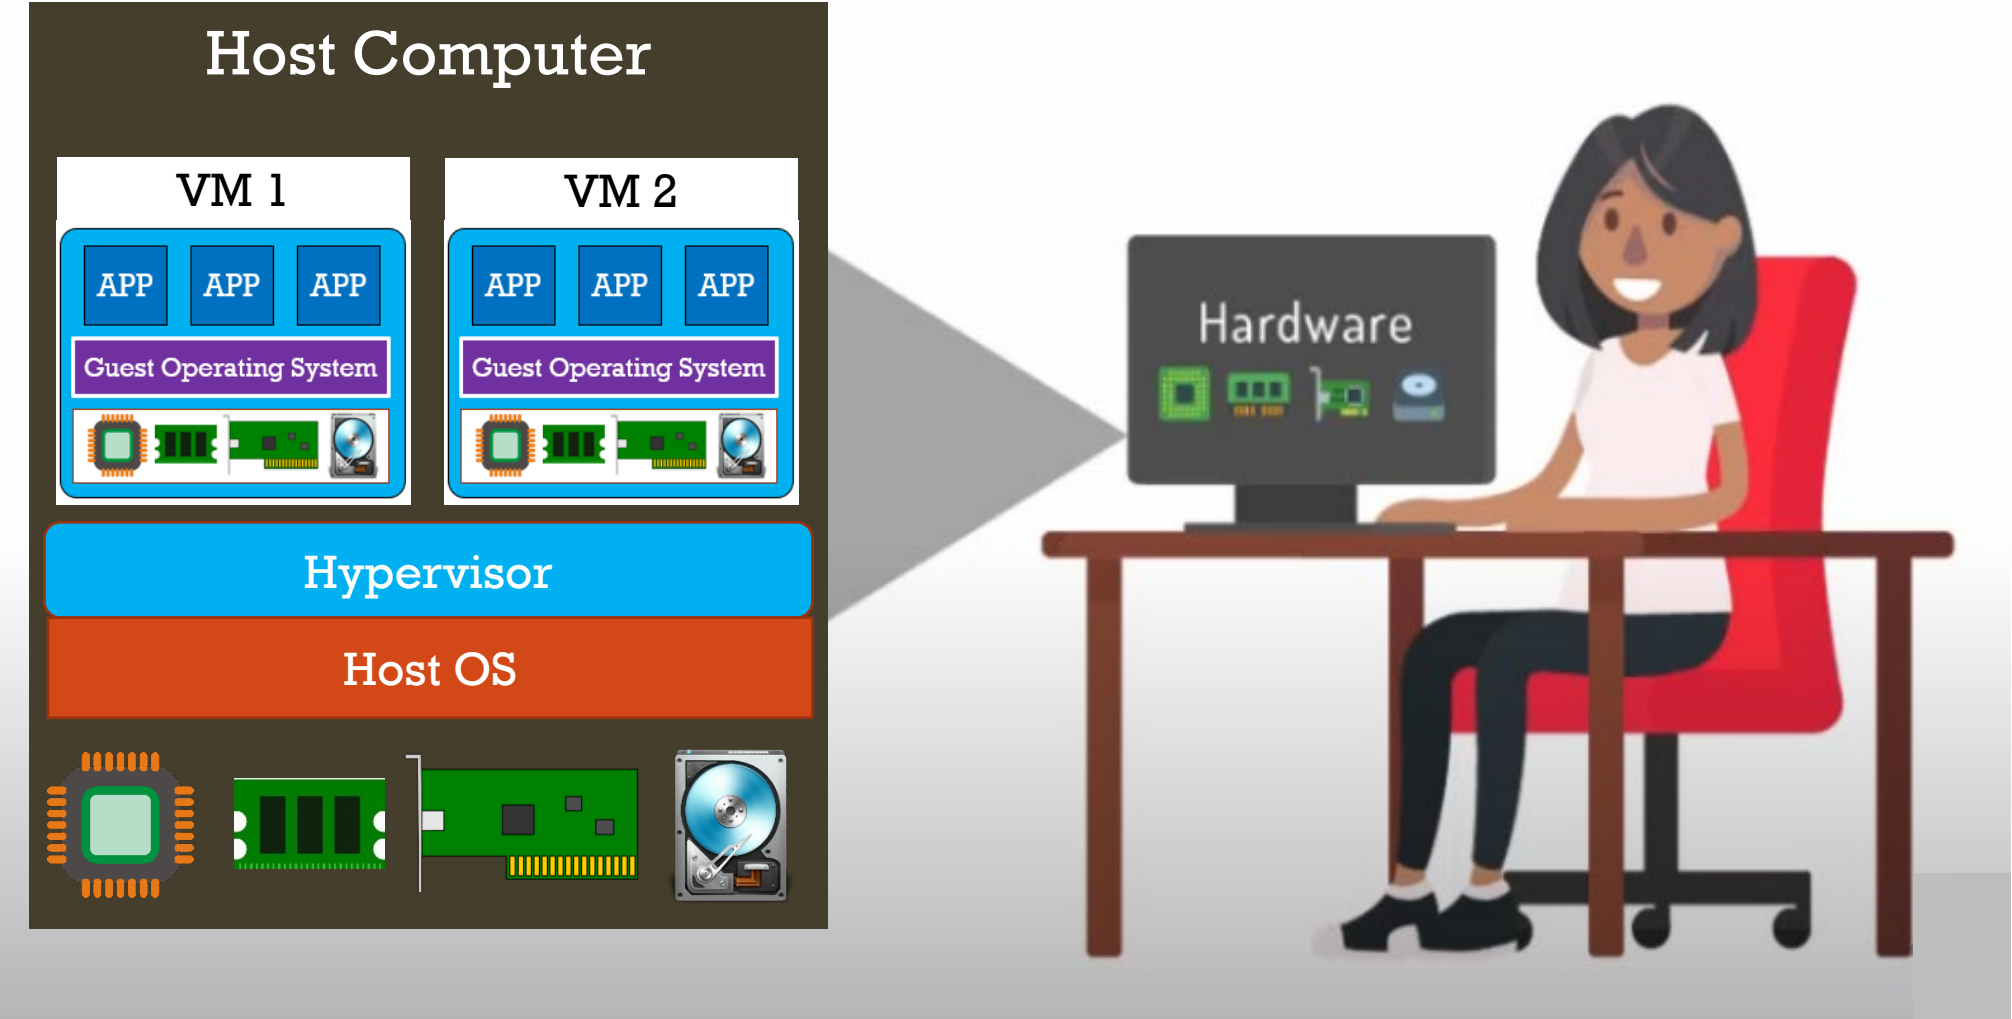 Host Computer
VM 1
APP APP APP
Guest Operating System
VM 2
APP APP APP
Guest Operating System
Hypervisor
Host OS
Hardware